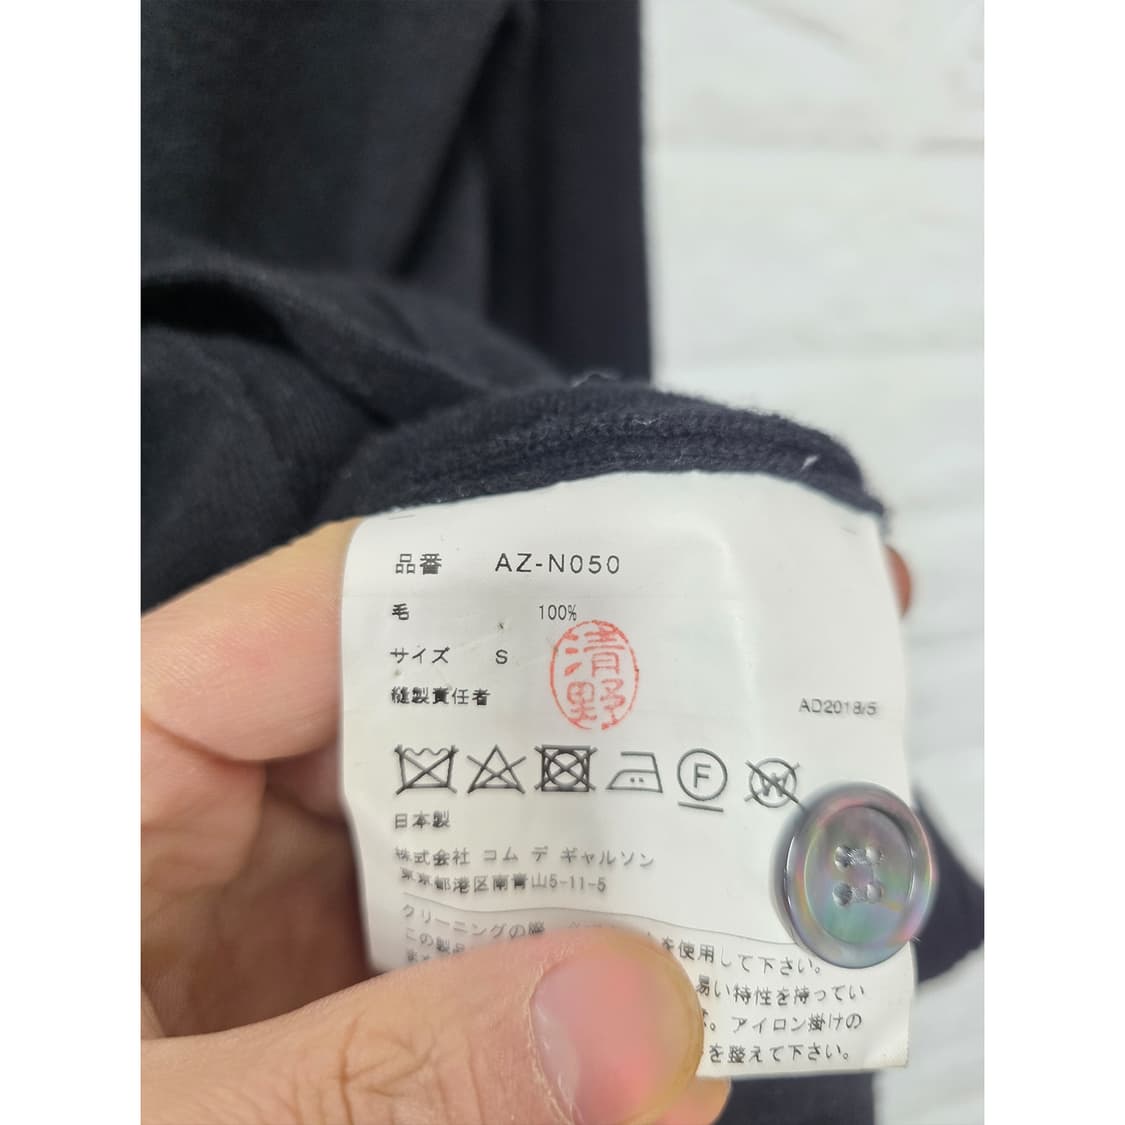 品番 AZ-N050
毛 100%
サイズ S
清野
縫製責任者
AD2018/5
F
W
日本製
株式会社 コム デ ギャルソン
東京都港区南青山5-11-5
クリーニングの際、 を使用して下さい。
この製品 易い特性を持ってい
ま 。アイロン掛けの
を整えて下さい。